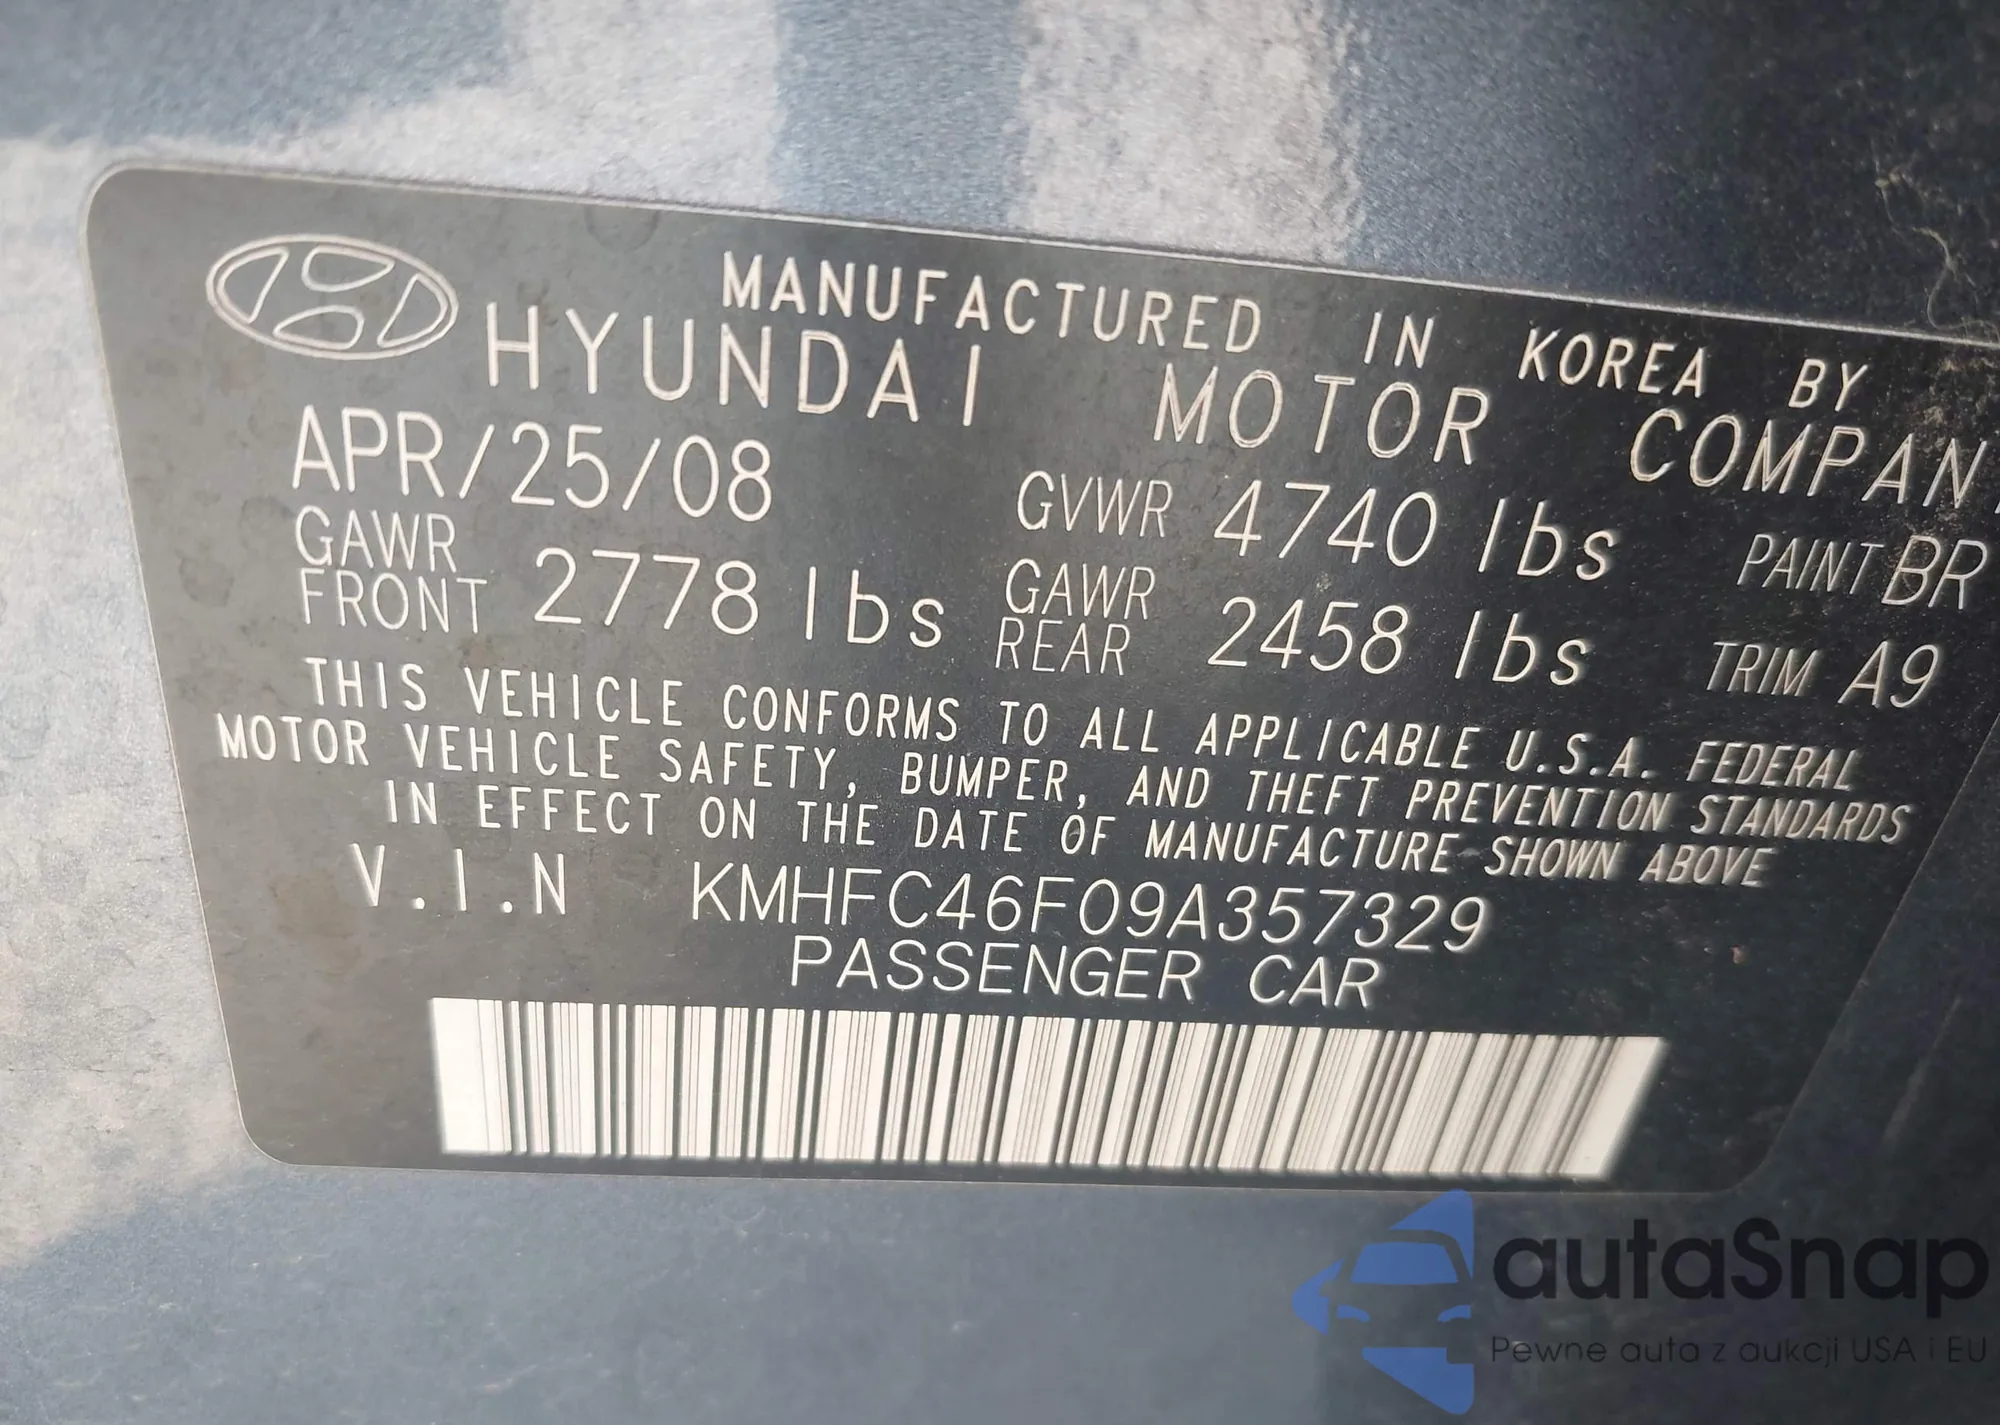 MANUFACTURED IN KOREA BY
HYUNDAI MOTOR COMPAN
APR/25/08 GVWR 4740 lbs PAINT BR
GAWR FRONT 2778 lbs GAWR REAR 2458 lbs TRIM A9
THIS VEHICLE CONFORMS TO ALL APPLICABLE U.S.A. FEDERAL
MOTOR VEHICLE SAFETY, BUMPER, AND THEFT PREVENTION STANDARDS
IN EFFECT ON THE DATE OF MANUFACTURE SHOWN ABOVE
V.I.N KMHFC46F09A357329
PASSENGER CAR
autaSnap
Pewne auta z aukcji USA i EU